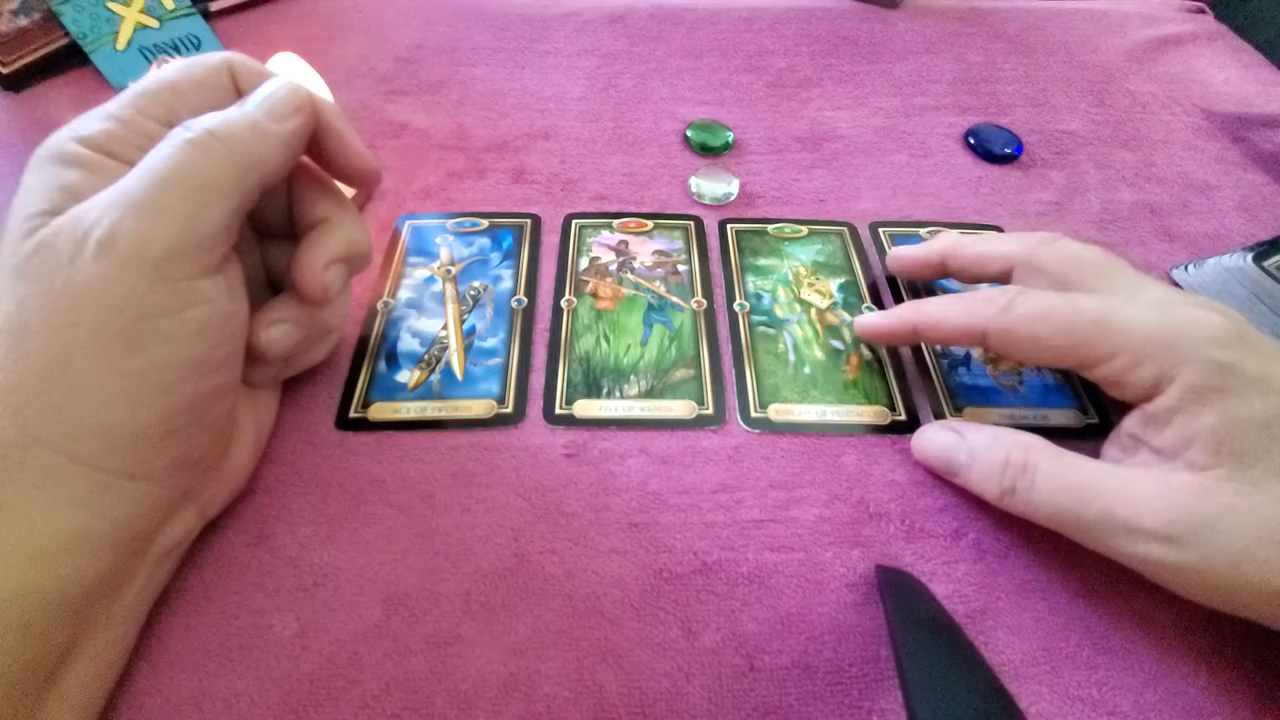 DAVID
ACE OF SWORDS
FIVE OF WANDS
KNIGHT OF PENTACLES
THE MOON